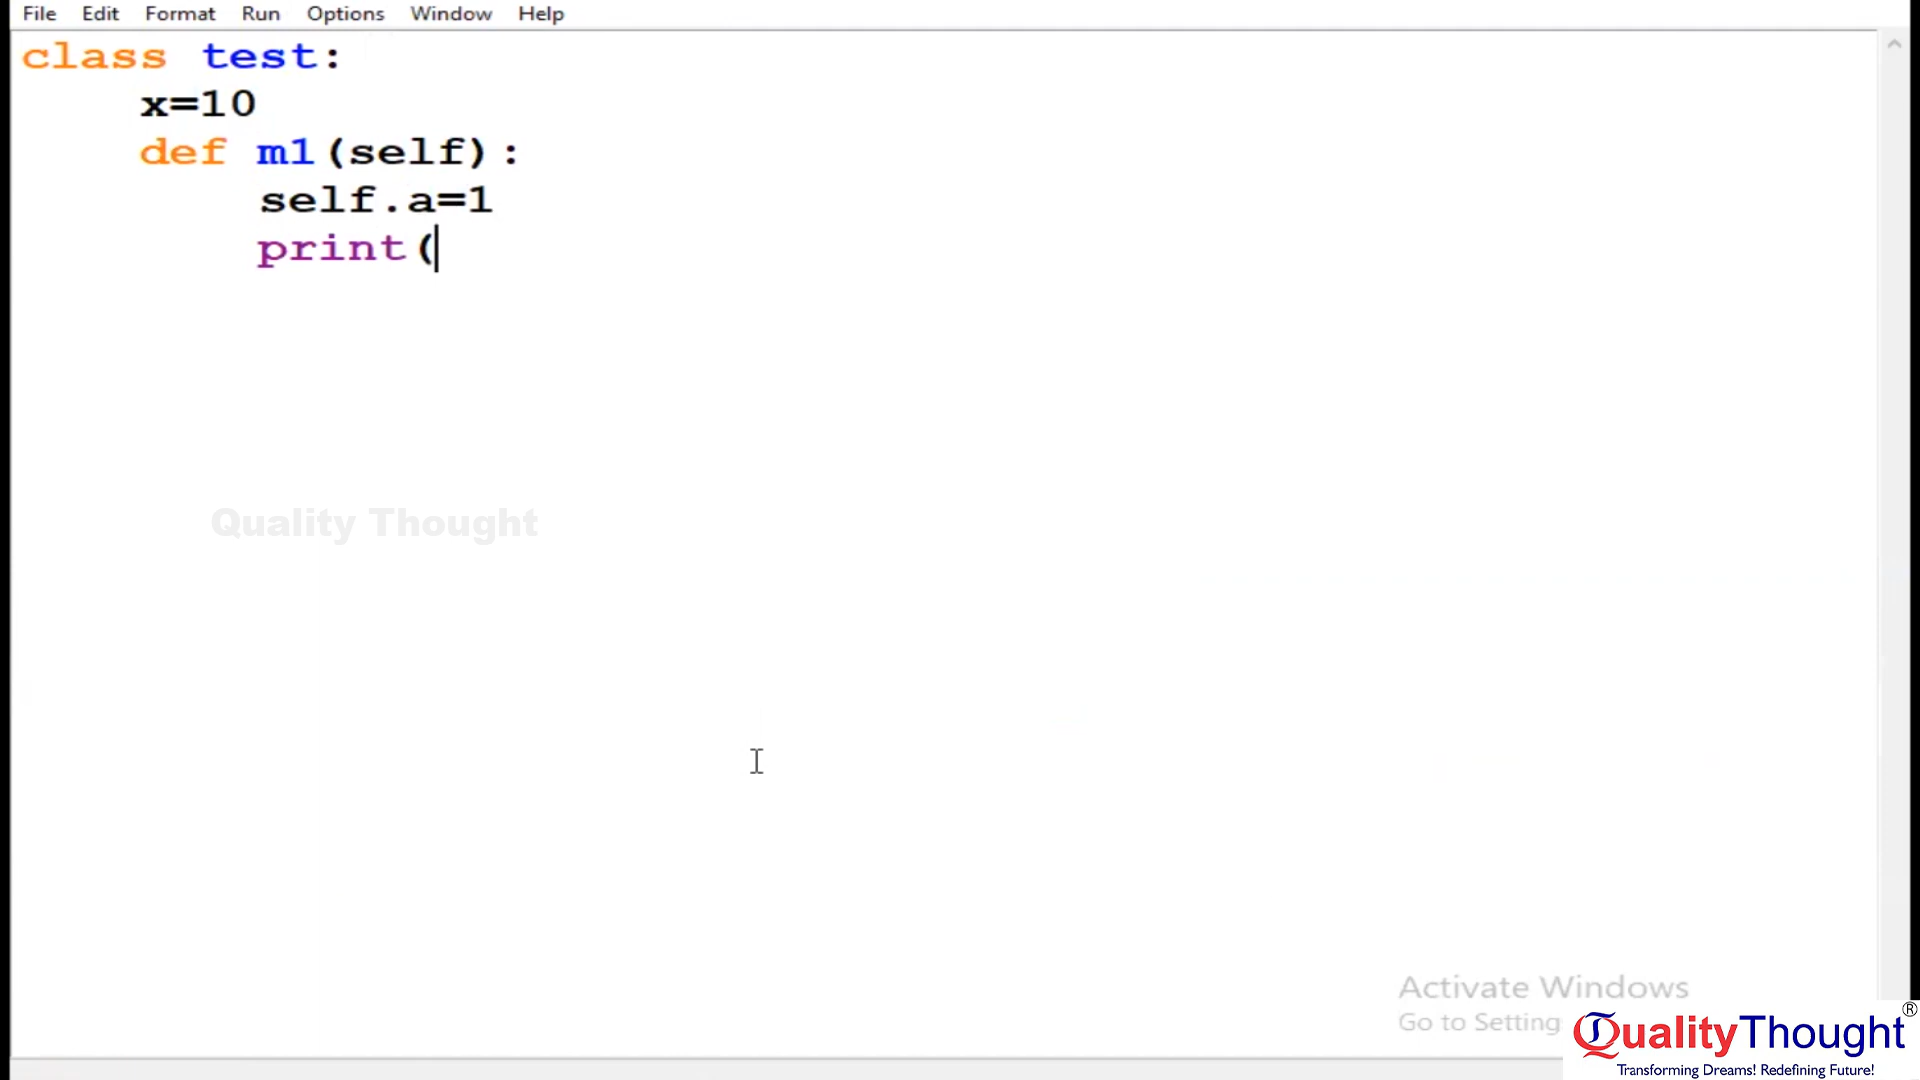 File Edit Format Run Options Window Help
class test:
    x=10
    def m1(self):
        self.a=1
        print(
Quality Thought
Activate Windows
Go to Setting
QualityThought®
Transforming Dreams! Redefining Future!